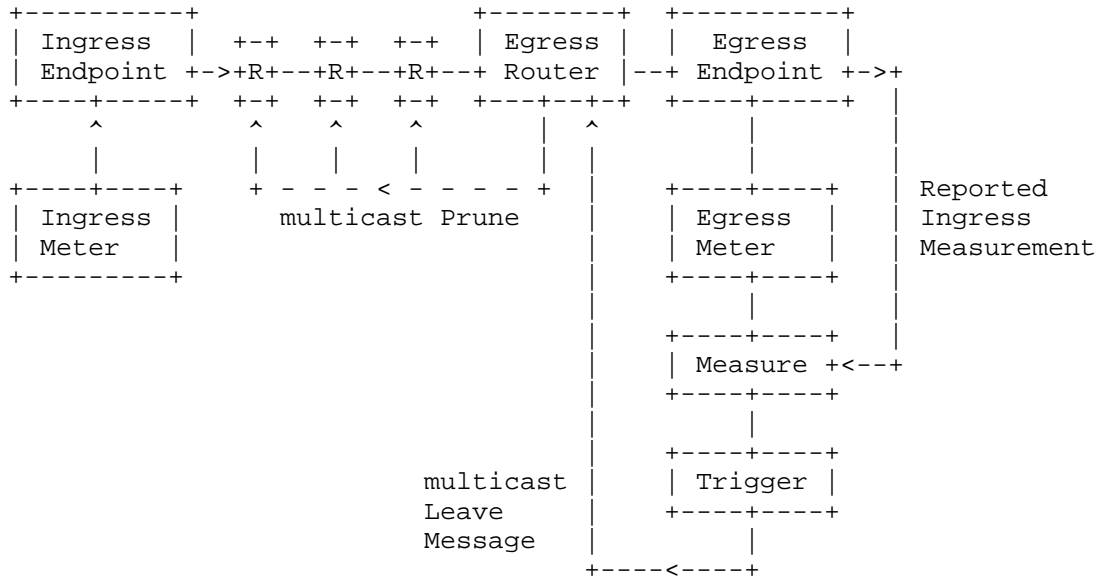 +----------+                 +--------+  +----------+
| Ingress  |  +-+  +-+  +-+  | Egress |  |  Egress  |
| Endpoint +->+R+--+R+--+R+--+ Router |--+ Endpoint +->+
+----+-----+  +-+  +-+  +-+  +---+--+-+  +----+-----+  |
     ^         ^    ^    ^       |  ^         |        |
     |         |    |    |       |  |         |        |
+----+----+    + - - - < - - - - +  |    +----+----+   | Reported
| Ingress |      multicast Prune    |    | Egress  |   | Ingress
| Meter   |                         |    | Meter   |   | Measurement
+---------+                         |    +----+----+   |
                                    |         |        |
                                    |    +----+----+   |
                                    |    | Measure +<--+
                                    |    +----+----+
                                    |         |
                                    |    +----+----+
                          multicast |    | Trigger |
                          Leave     |    +----+----+
                          Message   |         |
                                    +----<----+